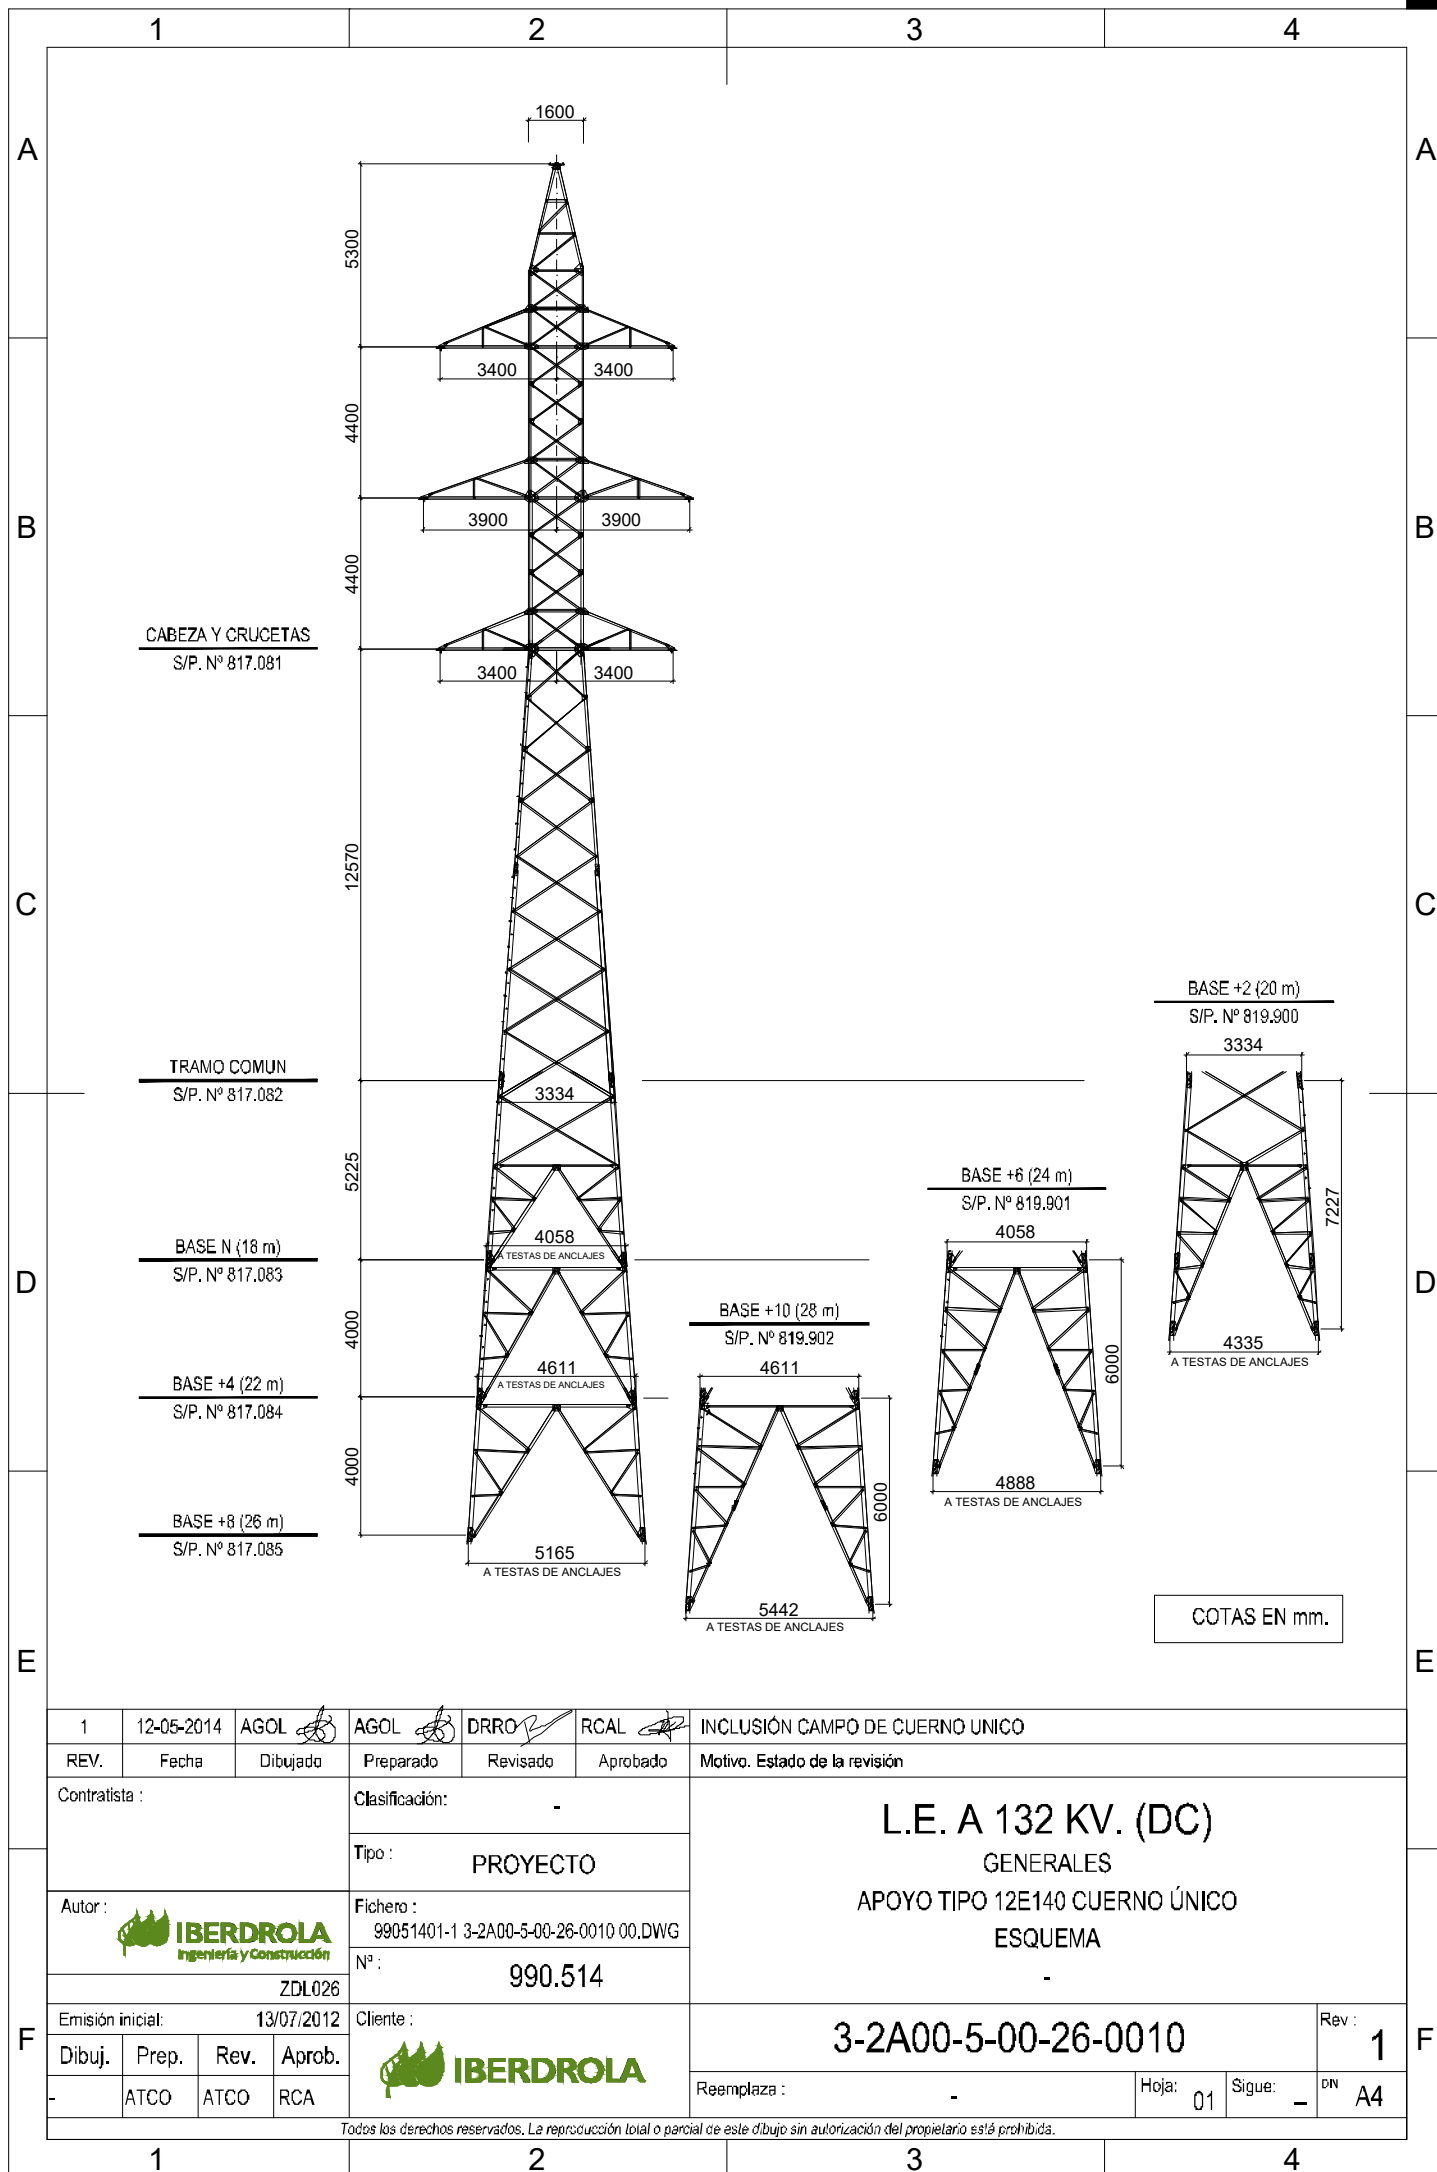 1 2 3 4
A A
1600
5300
3400 3400
4400
B B
3900 3900
4400
CABEZA Y CRUCETAS
S/P. Nº 817.081
3400 3400
12570
C C
BASE +2 (20 m)
S/P. Nº 819.900
3334
TRAMO COMUN
S/P. Nº 817.082
3334
5225
BASE +6 (24 m)
S/P. Nº 819.901
7227
4058
4058
A TESTAS DE ANCLAJES
BASE N (18 m)
S/P. Nº 817.083
D D
BASE +10 (28 m)
S/P. Nº 819.902
4000
4335
A TESTAS DE ANCLAJES
4611
A TESTAS DE ANCLAJES
4611
6000
BASE +4 (22 m)
S/P. Nº 817.084
4000
4888
A TESTAS DE ANCLAJES
6000
BASE +8 (26 m)
S/P. Nº 817.085
5165
A TESTAS DE ANCLAJES
5442
A TESTAS DE ANCLAJES
COTAS EN mm.
E E
1 12-05-2014 AGOL AGOL DRRO RCAL INCLUSIÓN CAMPO DE CUERNO UNICO
REV. Fecha Dibujado Preparado Revisado Aprobado Motivo. Estado de la revisión
Contratista :
Clasificación: -
Tipo : PROYECTO
L.E. A 132 KV. (DC)
GENERALES
APOYO TIPO 12E140 CUERNO ÚNICO
ESQUEMA
-
Autor :
IBERDROLA
Ingeniería y Construcción
ZDL026
Fichero :
99051401-1 3-2A00-5-00-26-0010 00.DWG
Nª :
990.514
Emisión inicial: 13/07/2012
Dibuj. Prep. Rev. Aprob.
- ATCO ATCO RCA
Cliente :
IBERDROLA
3-2A00-5-00-26-0010
Rev :
1
F F
Reemplaza : - Hoja: 01 Sigue: – DIN A4
Todos los derechos reservados. La reproducción total o parcial de este dibujo sin autorización del propietario está prohibida.
1 2 3 4